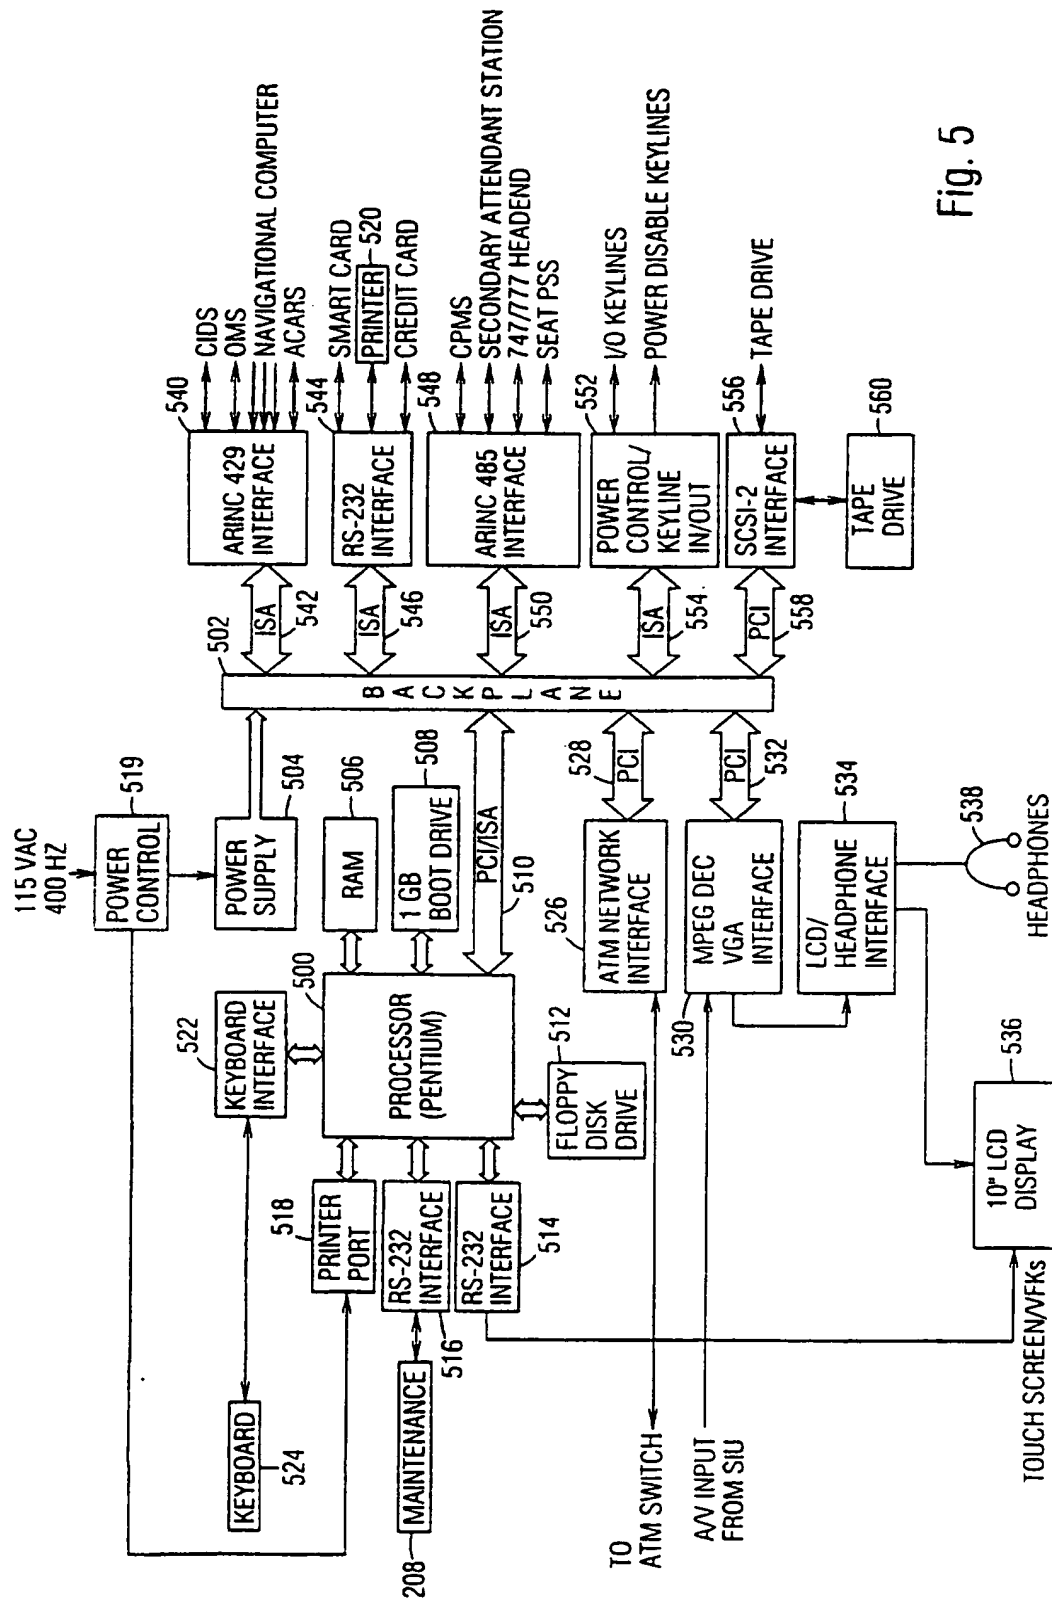 115 VAC
400 HZ
519
POWER
CONTROL
POWER
SUPPLY
504
502
522
KEYBOARD
INTERFACE
KEYBOARD
524
500
PROCESSOR
(PENTIUM)
506
RAM
508
1 GB
BOOT DRIVE
PCI/ISA
510
518
PRINTER
PORT
RS-232
INTERFACE
516
RS-232
INTERFACE
514
MAINTENANCE
208
512
FLOPPY
DISK
DRIVE
BACKPLANE
ISA
542
540
ARINC 429
INTERFACE
CIDS
OMS
NAVIGATIONAL COMPUTER
ACARS
ISA
546
544
RS-232
INTERFACE
SMART CARD
PRINTER
520
CREDIT CARD
ISA
550
548
ARINC 485
INTERFACE
CPMS
SECONDARY ATTENDANT STATION
747/777 HEADEND
SEAT PSS
ISA
554
552
POWER
CONTROL/
KEYLINE
IN/OUT
I/O KEYLINES
POWER DISABLE KEYLINES
PCI
558
556
SCSI-2
INTERFACE
TAPE DRIVE
560
TAPE
DRIVE
528
PCI
526
ATM NETWORK
INTERFACE
TO
ATM SWITCH
PCI
532
530
MPEG DEC
VGA INTERFACE
A/V INPUT
FROM SIU
534
LCD/
HEADPHONE
INTERFACE
538
HEADPHONES
536
10" LCD
DISPLAY
TOUCH SCREEN/VFKs
Fig. 5